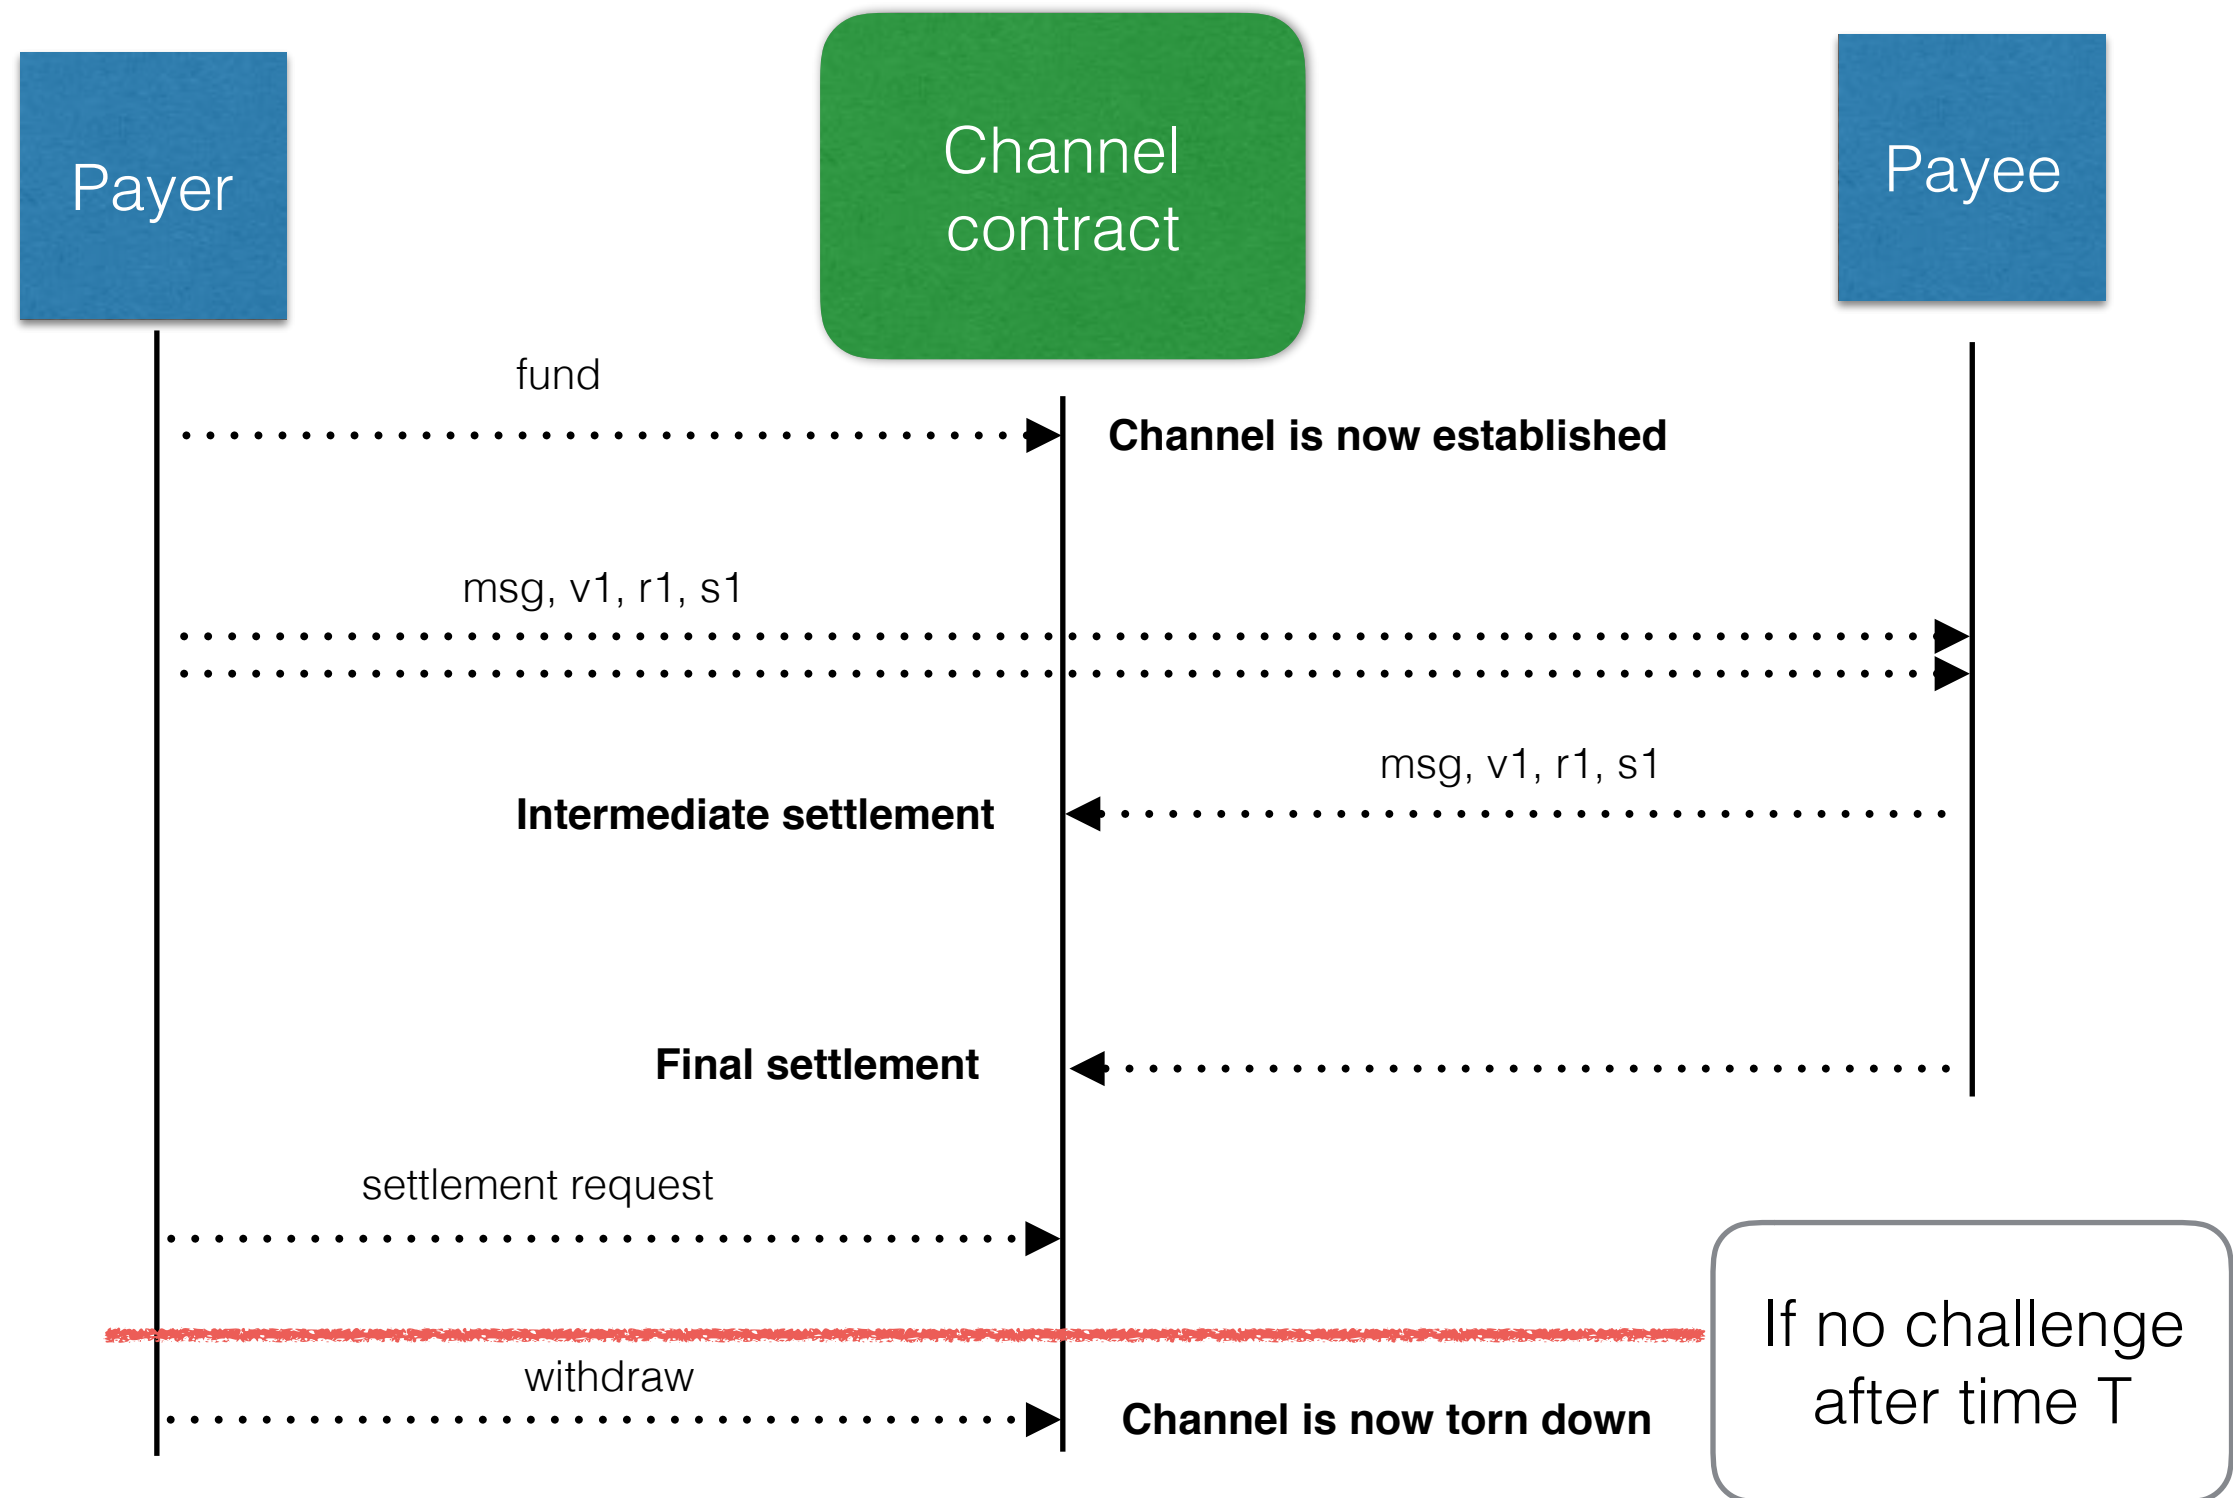 Payer
Channel
contract
Payee
fund
Channel is now established
msg, v1, r1, s1
msg, v1, r1, s1
Intermediate settlement
Final settlement
settlement request
If no challenge
after time T
withdraw
Channel is now torn down